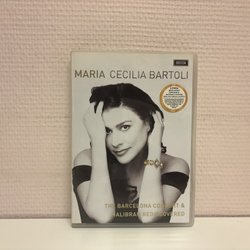 DECCA
MARIA CECILIA BARTOLI
THE BARCELONA CONCERT &
MALIBRAN REDISCOVERED